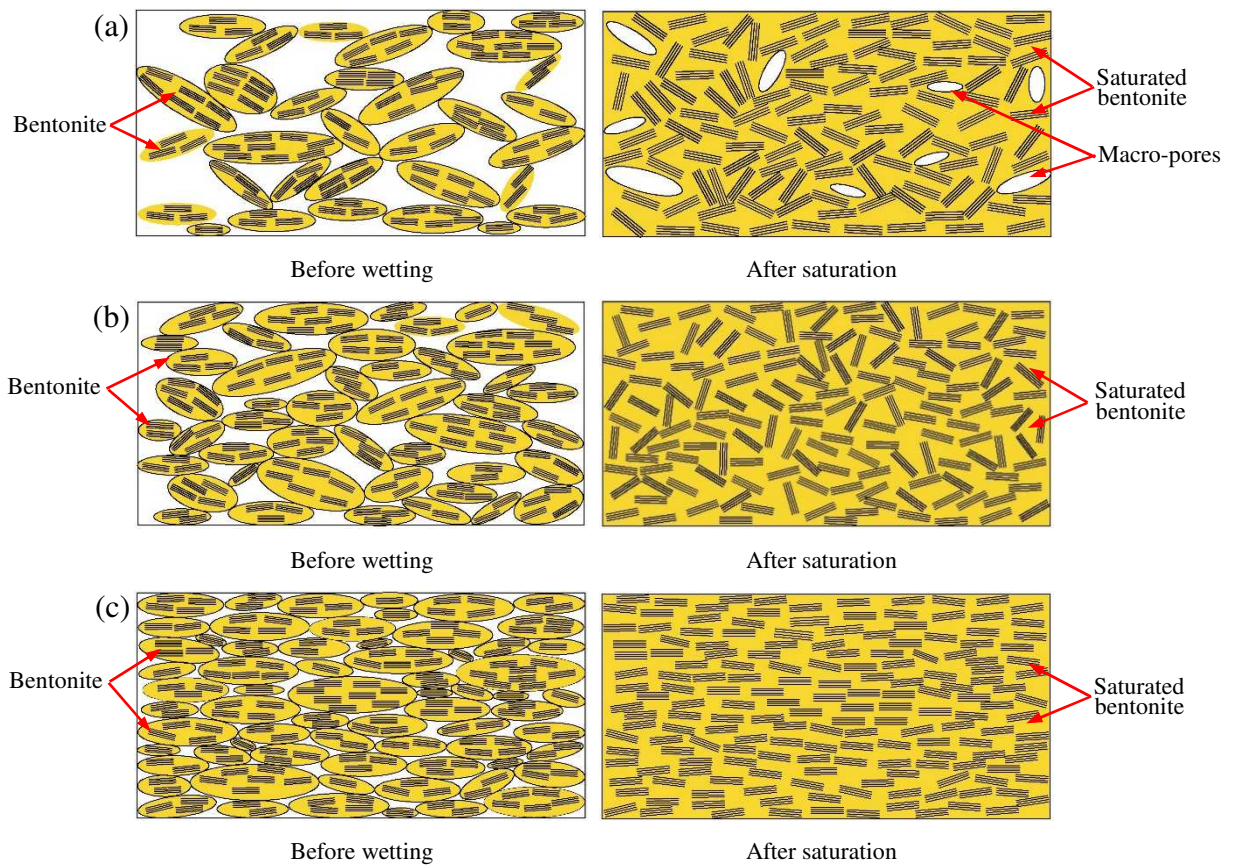 (a)
Bentonite
Saturated
bentonite
Macro-pores
Before wetting
After saturation
(b)
Bentonite
Saturated
bentonite
Before wetting
After saturation
(c)
Bentonite
Saturated
bentonite
Before wetting
After saturation